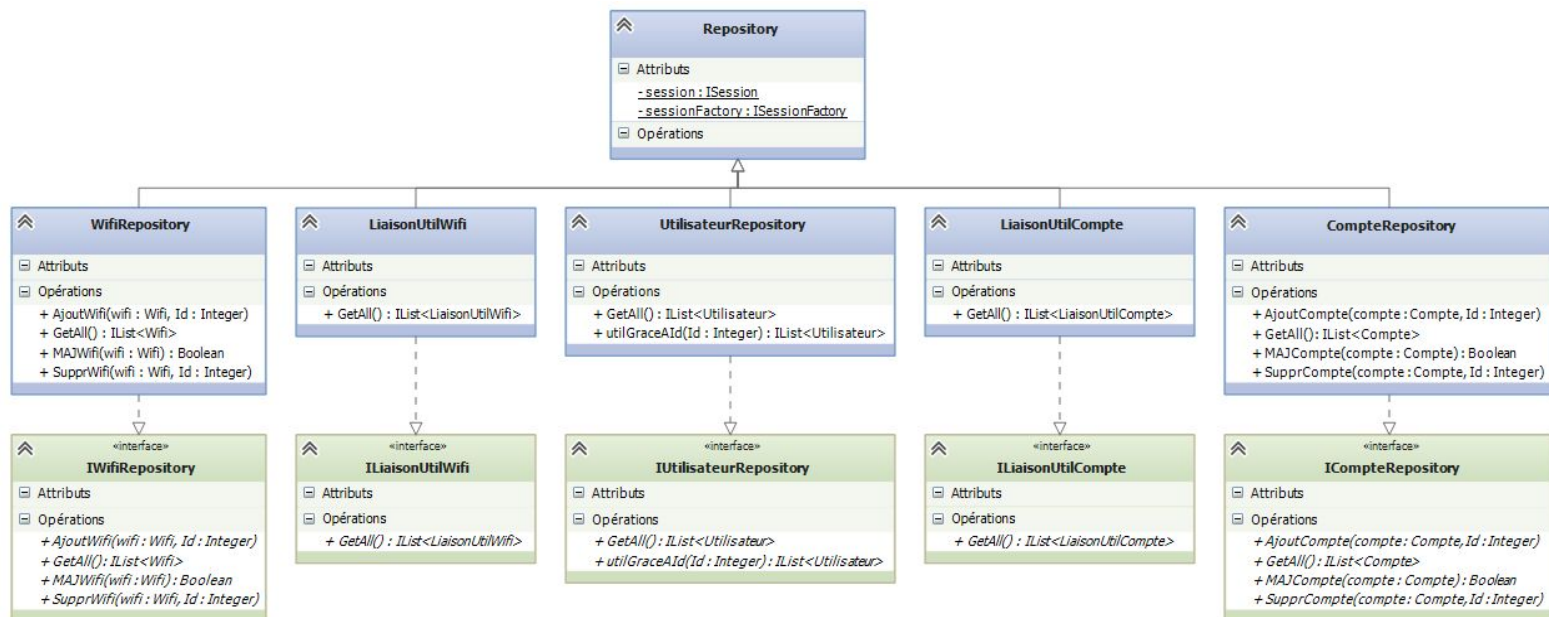 Repository
Attributs
- session : ISession
- sessionFactory : ISessionFactory
Opérations
WifiRepository
Attributs
Opérations
+ AjoutWifi(wifi : Wifi, Id : Integer)
+ GetAll() : IList<Wifi>
+ MAJWifi(wifi : Wifi) : Boolean
+ SupprWifi(wifi : Wifi, Id : Integer)
LiaisonUtilWifi
Attributs
Opérations
+ GetAll() : IList<LiaisonUtilWifi>
UtilisateurRepository
Attributs
Opérations
+ GetAll() : IList<Utilisateur>
+ utilGraceAId(Id : Integer) : IList<Utilisateur>
LiaisonUtilCompte
Attributs
Opérations
+ GetAll() : IList<LiaisonUtilCompte>
CompteRepository
Attributs
Opérations
+ AjoutCompte(compte : Compte, Id : Integer)
+ GetAll() : IList<Compte>
+ MAJCompte(compte : Compte) : Boolean
+ SupprCompte(compte : Compte, Id : Integer)
«interface»
IWifiRepository
Attributs
Opérations
+ AjoutWifi(wifi : Wifi, Id : Integer)
+ GetAll() : IList<Wifi>
+ MAJWifi(wifi : Wifi) : Boolean
+ SupprWifi(wifi : Wifi, Id : Integer)
«interface»
ILiaisonUtilWifi
Attributs
Opérations
+ GetAll() : IList<LiaisonUtilWifi>
«interface»
IUtilisateurRepository
Attributs
Opérations
+ GetAll() : IList<Utilisateur>
+ utilGraceAId(Id : Integer) : IList<Utilisateur>
«interface»
ILiaisonUtilCompte
Attributs
Opérations
+ GetAll() : IList<LiaisonUtilCompte>
«interface»
ICompteRepository
Attributs
Opérations
+ AjoutCompte(compte : Compte, Id : Integer)
+ GetAll() : IList<Compte>
+ MAJCompte(compte : Compte) : Boolean
+ SupprCompte(compte : Compte, Id : Integer)